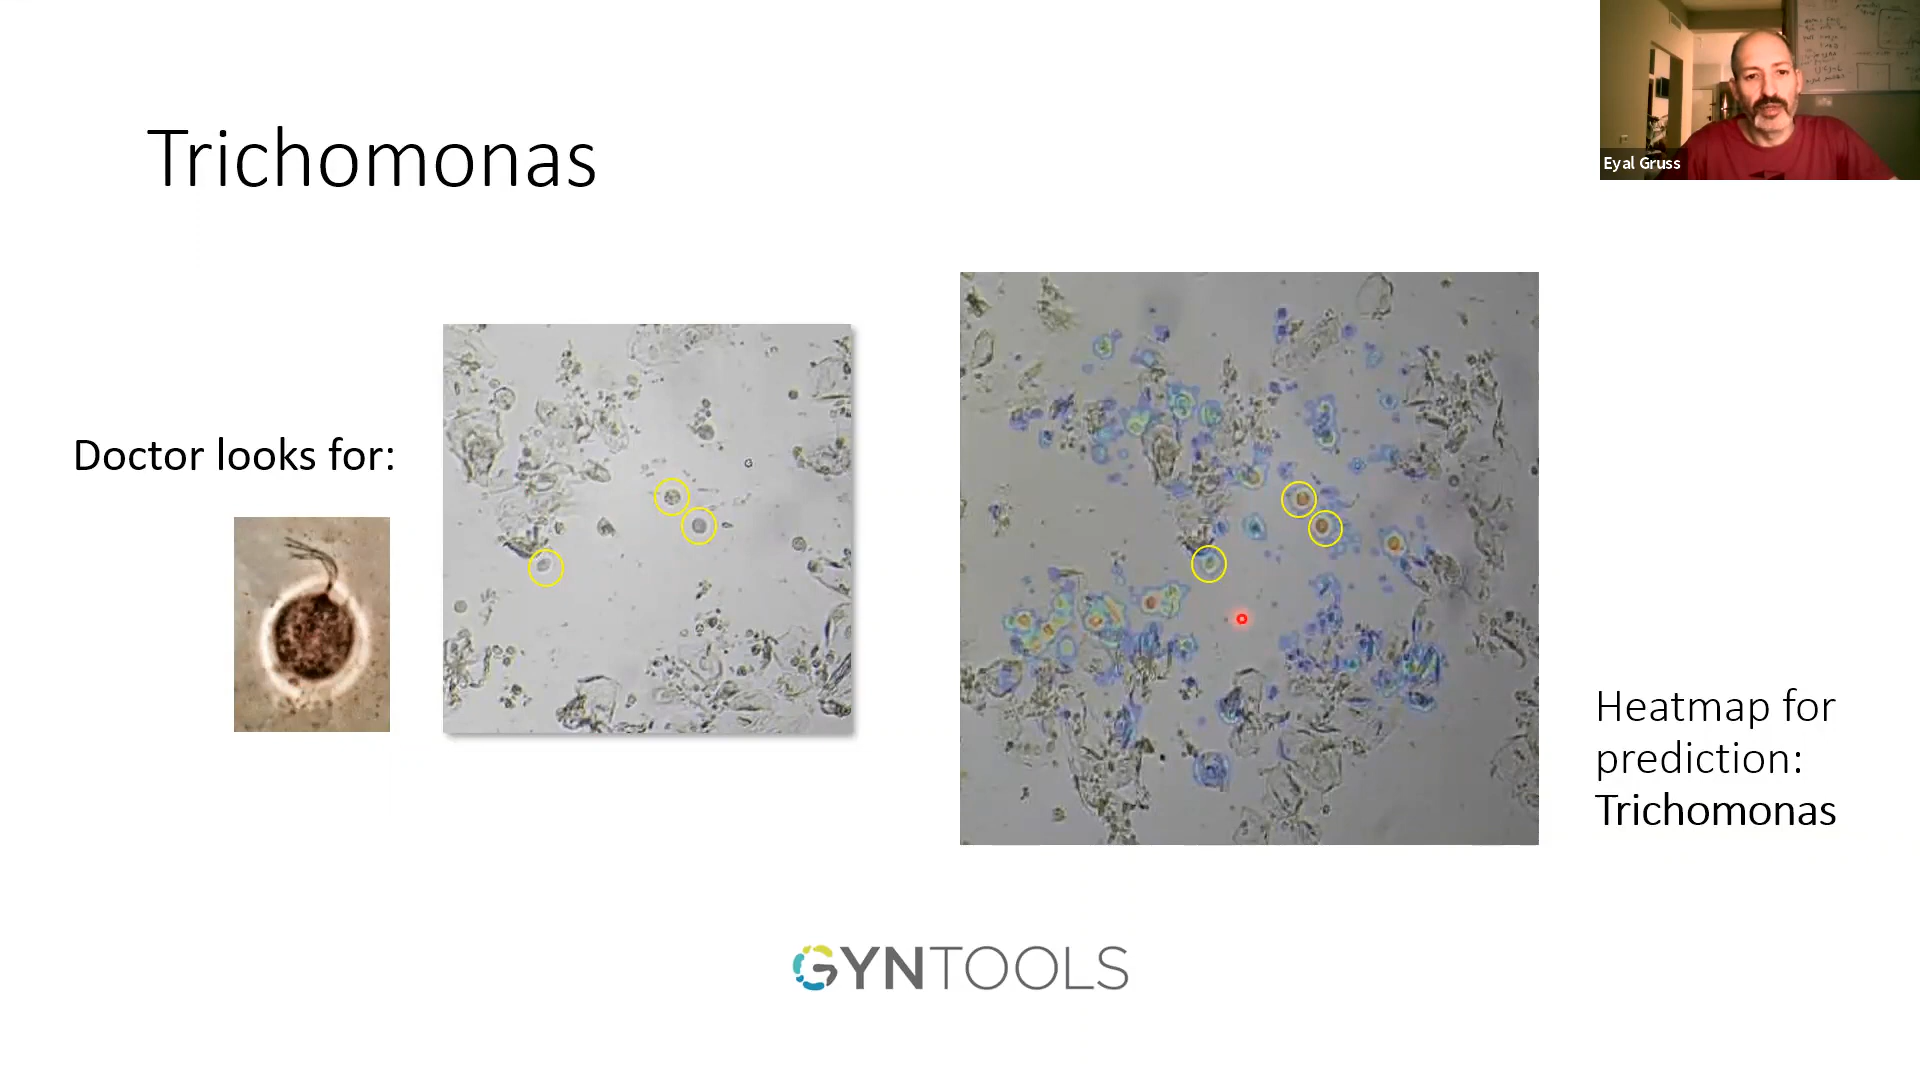 Trichomonas
Eyal Gruss
Doctor looks for:
Heatmap for
prediction:
Trichomonas
GYNTOOLS